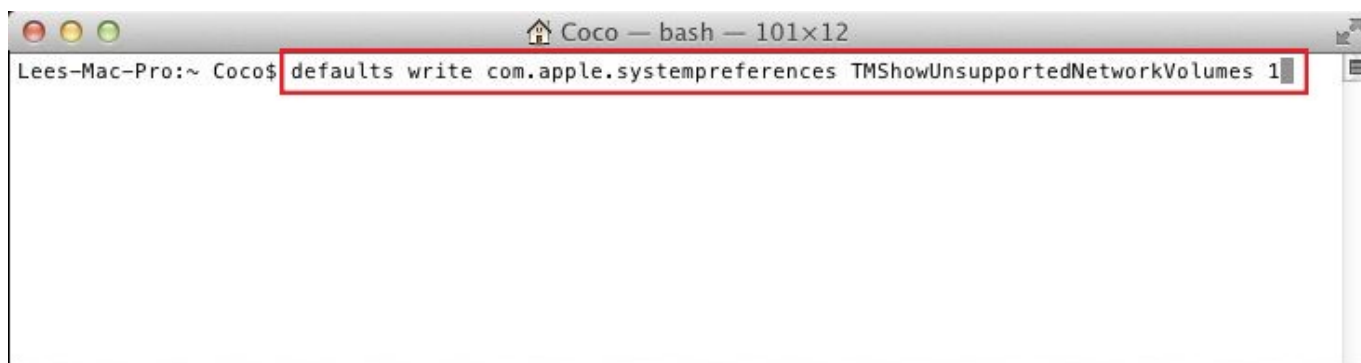 Coco — bash — 101×12
Lees-Mac-Pro:~ Coco$ defaults write com.apple.systempreferences TMShowUnsupportedNetworkVolumes 1